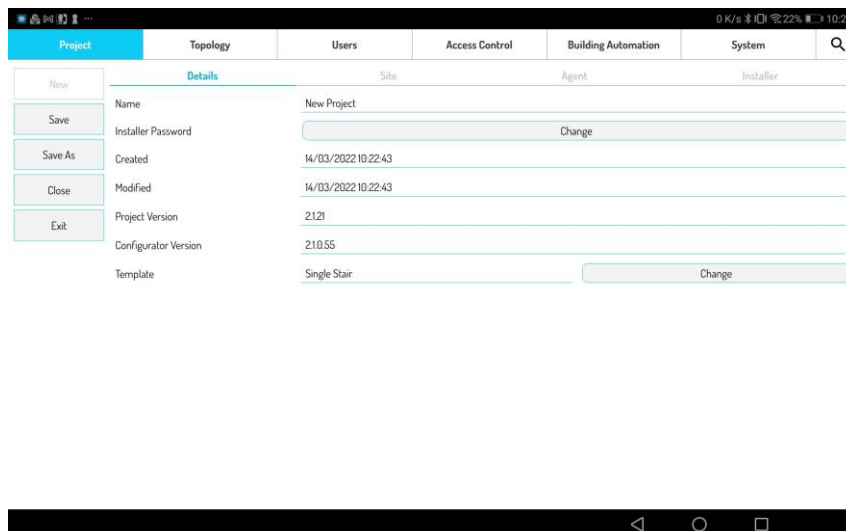 0 K/s 22% 10:2
Project Topology Users Access Control Building Automation System
New Details Site Agent Installer
Name New Project
Save
Installer Password Change
Save As Created 14/03/2022 10:22:43
Close Modified 14/03/2022 10:22:43
Project Version 2.1.21
Exit
Configurator Version 2.1.0.55
Template Single Stair Change